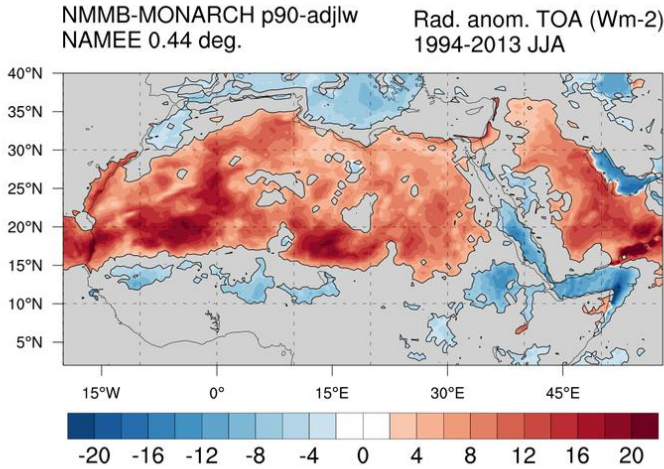 NMMB-MONARCH p90-adjlw
NAMEE 0.44 deg.
Rad. anom. TOA (Wm-2)
1994-2013 JJA
40°N
35°N
30°N
25°N
20°N
15°N
10°N
5°N
15°W 0° 15°E 30°E 45°E
-20 -16 -12 -8 -4 0 4 8 12 16 20